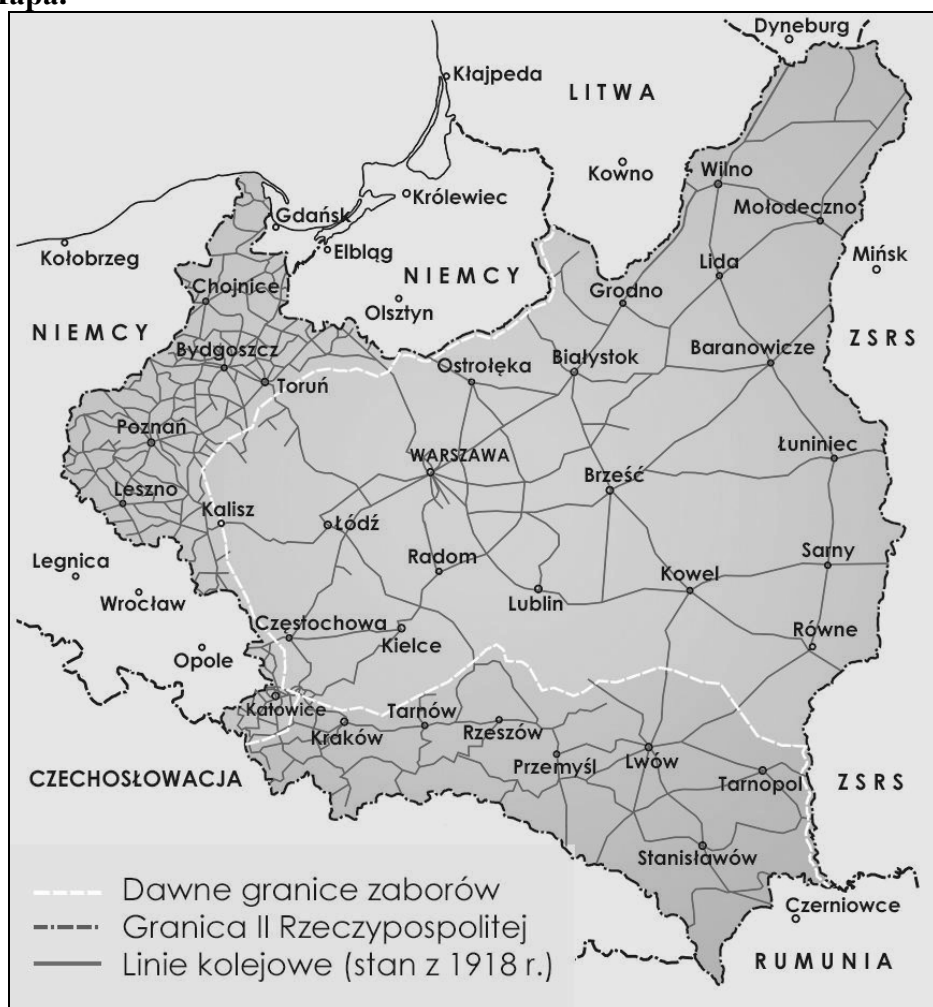 Dyneburg
Kłajpeda
LITWA
Kowno
Wilno
Królewiec
Mołodeczno
Gdańsk
Elbląg
Kołobrzeg
NIEMCY
Lida
Mińsk
Chojnice
Olsztyn
Grodno
NIEMCY
ZSRS
Bydgoszcz
Ostrołęka
Białystok
Baranowicze
Toruń
Poznań
WARSZAWA
Łuniniec
Brześć
Leszno
Kalisz
Łódź
Legnica
Radom
Sarny
Kowel
Wrocław
Lublin
Częstochowa
Kielce
Równe
Opole
Katowice
Tarnów
Kraków
Rzeszów
Przemyśl
Lwów
CZECHOSŁOWACJA
Tarnopol
ZSRS
Stanisławów
Dawne granice zaborów
Granica II Rzeczypospolitej
Linie kolejowe (stan z 1918 r.)
Czerniowce
RUMUNIA